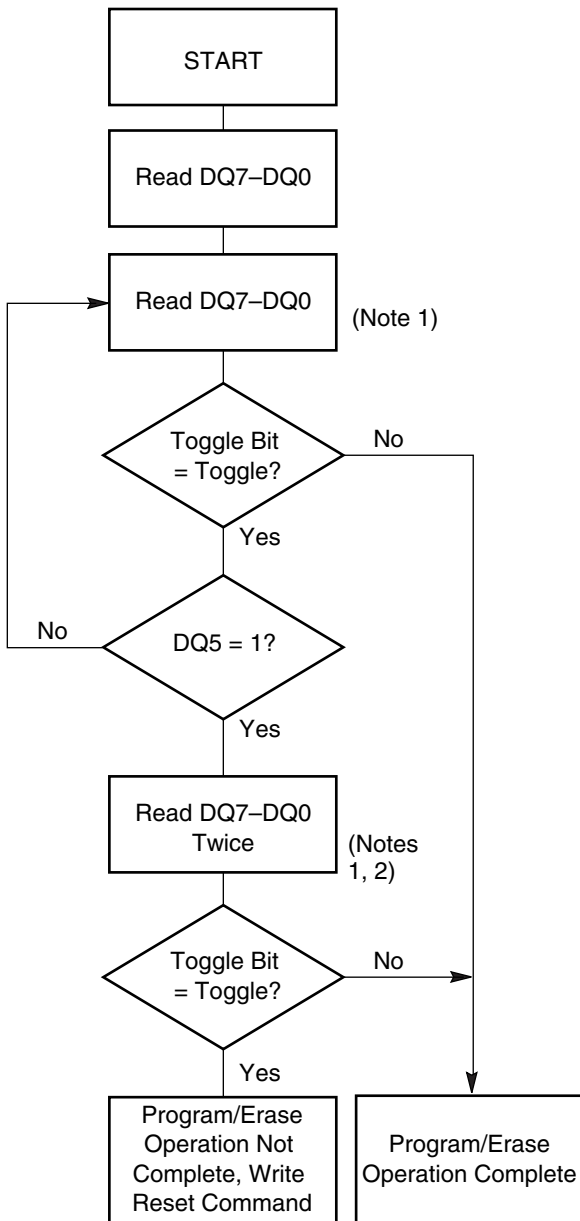 START
Read DQ7–DQ0
Read DQ7–DQ0
(Note 1)
Toggle Bit
= Toggle?
No
Yes
No
DQ5 = 1?
Yes
Read DQ7–DQ0
Twice
(Notes
1, 2)
Toggle Bit
= Toggle?
No
Yes
Program/Erase
Operation Not
Complete, Write
Reset Command
Program/Erase
Operation Complete